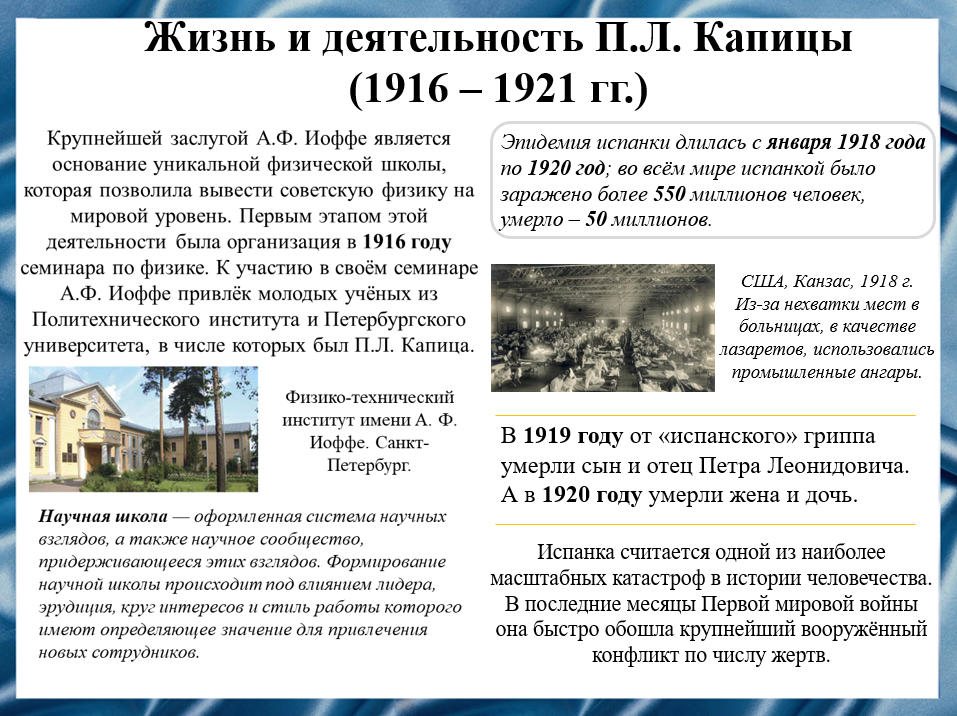 Жизнь и деятельность П.Л. Капицы
(1916 – 1921 гг.)
Крупнейшей заслугой А.Ф. Иоффе является
основание уникальной физической школы,
которая позволила вывести советскую физику на
мировой уровень. Первым этапом этой
деятельности была организация в 1916 году
семинара по физике. К участию в своём семинаре
А.Ф. Иоффе привлёк молодых учёных из
Политехнического института и Петербургского
университета, в числе которых был П.Л. Капица.
Физико-технический
институт имени А. Ф.
Иоффе. Санкт-
Петербург.
Научная школа — оформленная система научных
взглядов, а также научное сообщество,
придерживающееся этих взглядов. Формирование
научной школы происходит под влиянием лидера,
эрудиция, круг интересов и стиль работы которого
имеют определяющее значение для привлечения
новых сотрудников.
Эпидемия испанки длилась с января 1918 года
по 1920 год; во всём мире испанкой было
заражено более 550 миллионов человек,
умерло – 50 миллионов.
США, Канзас, 1918 г.
Из-за нехватки мест в
больницах, в качестве
лазаретов, использовались
промышленные ангары.
В 1919 году от «испанского» гриппа
умерли сын и отец Петра Леонидовича.
А в 1920 году умерли жена и дочь.
Испанка считается одной из наиболее
масштабных катастроф в истории человечества.
В последние месяцы Первой мировой войны
она быстро обошла крупнейший вооружённый
конфликт по числу жертв.